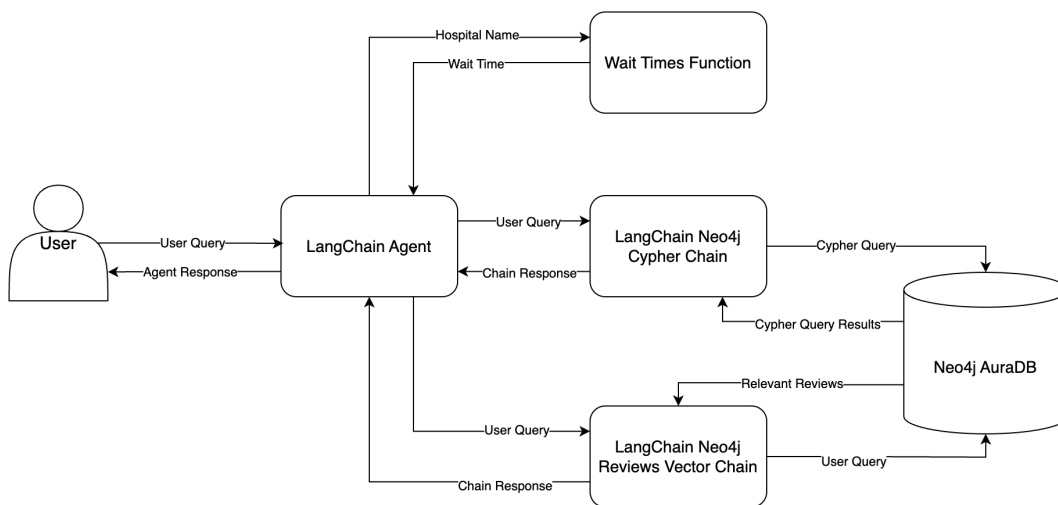 Hospital Name
Wait Time
Wait Times Function
User
User Query
Agent Response
LangChain Agent
User Query
Chain Response
LangChain Neo4j
Cypher Chain
Cypher Query
Cypher Query Results
Neo4j AuraDB
Relevant Reviews
User Query
Chain Response
LangChain Neo4j
Reviews Vector Chain
User Query